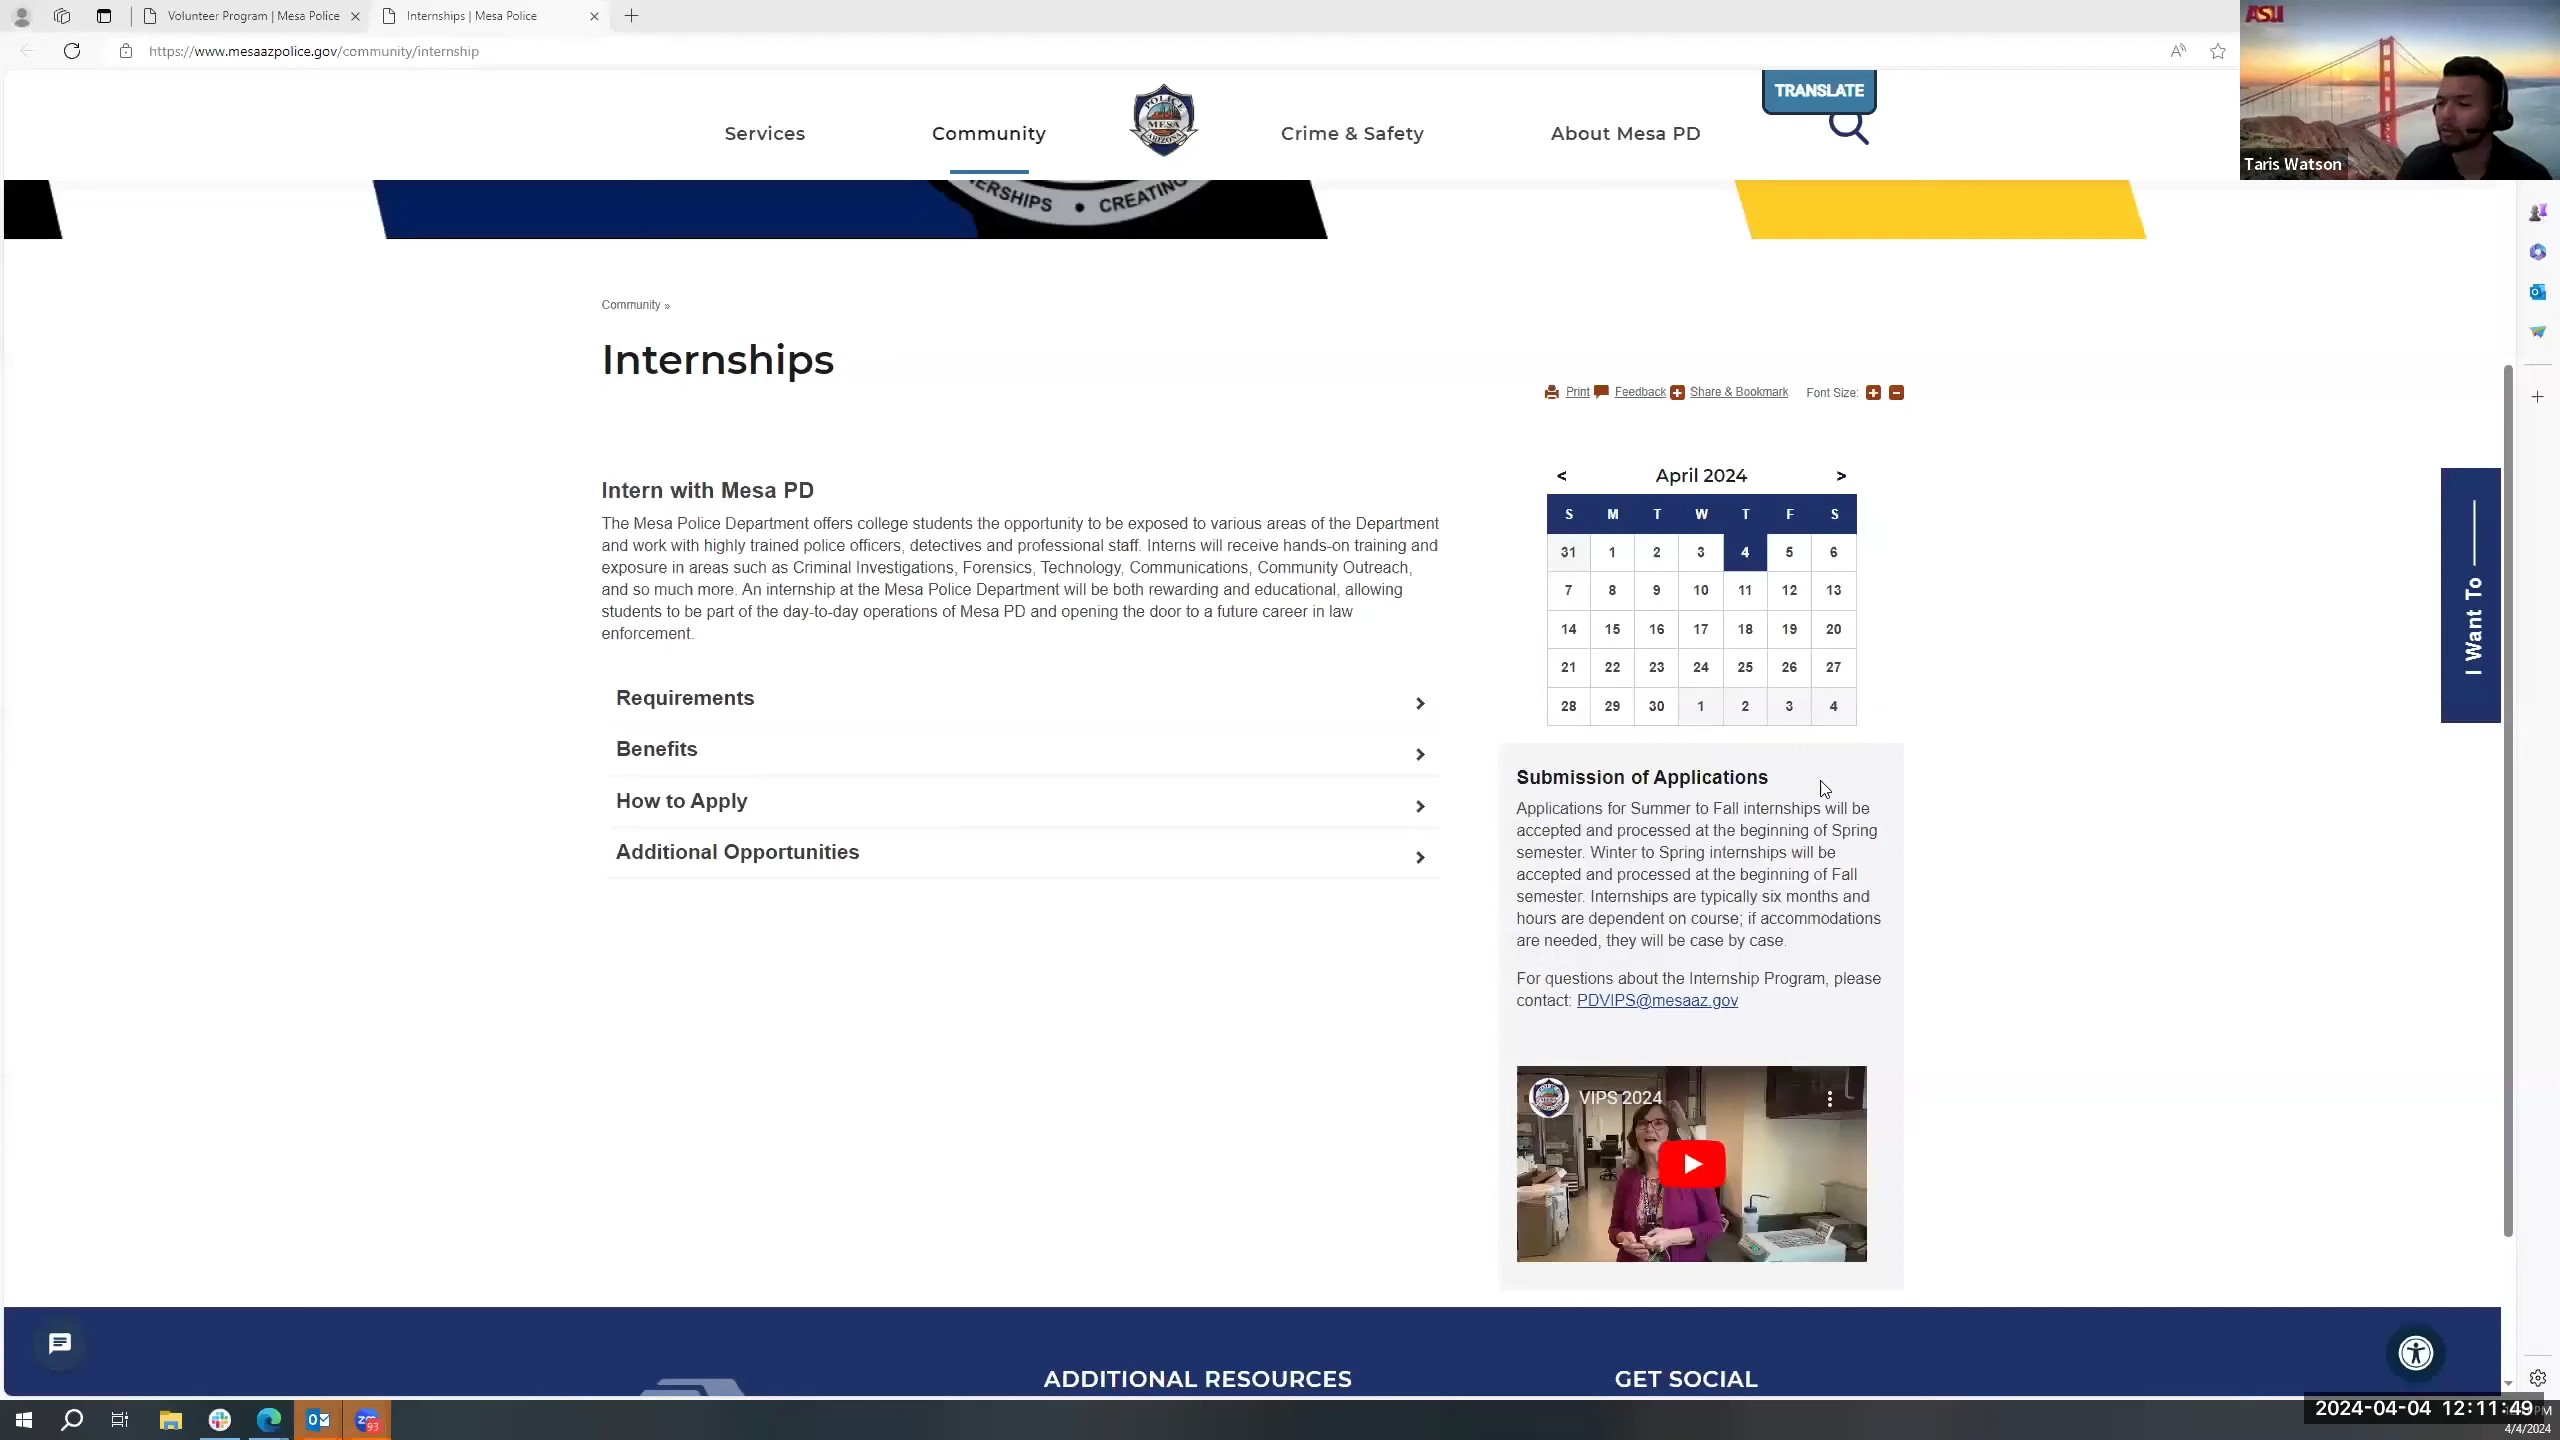 Volunteer Program | Mesa Police
Internships | Mesa Police
https://www.mesaazpolice.gov/community/internship
ASU
Taris Watson
TRANSLATE
Services
Community
POLICE
MESA
ARIZONA
Crime & Safety
About Mesa PD
ERSHIPS • CREATING
Community »
Internships
Print
Feedback
Share & Bookmark
Font Size:
Intern with Mesa PD
The Mesa Police Department offers college students the opportunity to be exposed to various areas of the Department
and work with highly trained police officers, detectives and professional staff. Interns will receive hands-on training and
exposure in areas such as Criminal Investigations, Forensics, Technology, Communications, Community Outreach,
and so much more. An internship at the Mesa Police Department will be both rewarding and educational, allowing
students to be part of the day-to-day operations of Mesa PD and opening the door to a future career in law
enforcement.
Requirements
Benefits
How to Apply
Additional Opportunities
< April 2024 >
S M T W T F S
31 1 2 3 4 5 6
7 8 9 10 11 12 13
14 15 16 17 18 19 20
21 22 23 24 25 26 27
28 29 30 1 2 3 4
Submission of Applications
Applications for Summer to Fall internships will be
accepted and processed at the beginning of Spring
semester. Winter to Spring internships will be
accepted and processed at the beginning of Fall
semester. Internships are typically six months and
hours are dependent on course; if accommodations
are needed, they will be case by case.
For questions about the Internship Program, please
contact: PDVIPS@mesaaz.gov
VIPS 2024
I Want To
ADDITIONAL RESOURCES
GET SOCIAL
93
2024-04-04 12:11:49
4/4/2024